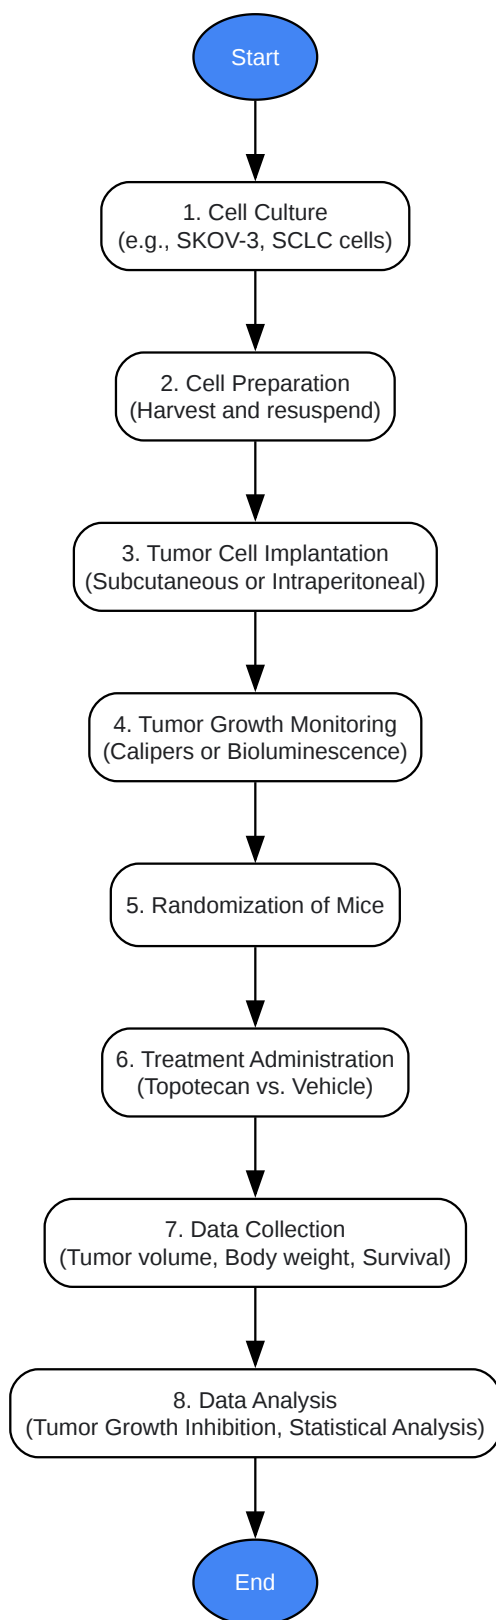 Start
1. Cell Culture
(e.g., SKOV-3, SCLC cells)
2. Cell Preparation
(Harvest and resuspend)
3. Tumor Cell Implantation
(Subcutaneous or Intraperitoneal)
4. Tumor Growth Monitoring
(Calipers or Bioluminescence)
5. Randomization of Mice
6. Treatment Administration
(Topotecan vs. Vehicle)
7. Data Collection
(Tumor volume, Body weight, Survival)
8. Data Analysis
(Tumor Growth Inhibition, Statistical Analysis)
End